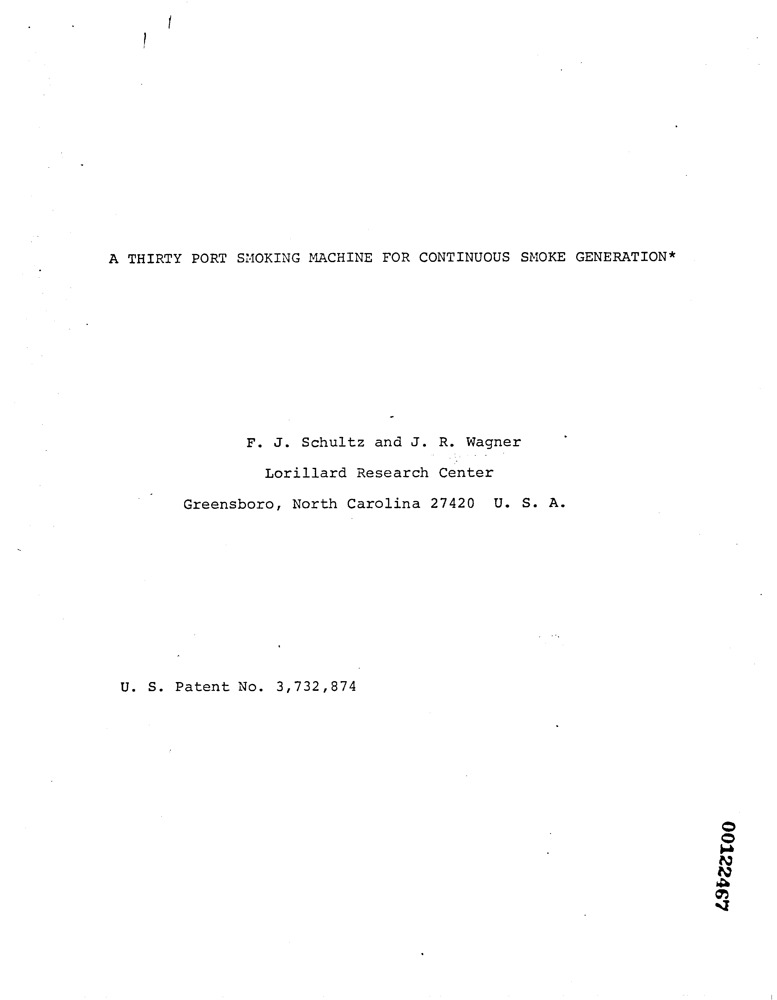 A THIRTY PORT SMOKING MACHINE FOR CONTINUOUS SMOKE GENERATION*
F. J. Schultz and J. R. Wagner
Lorillard Research Center
Greensboro, North Carolina 27420 U. S. A.
U. S. Patent No. 3,732,874
00122467